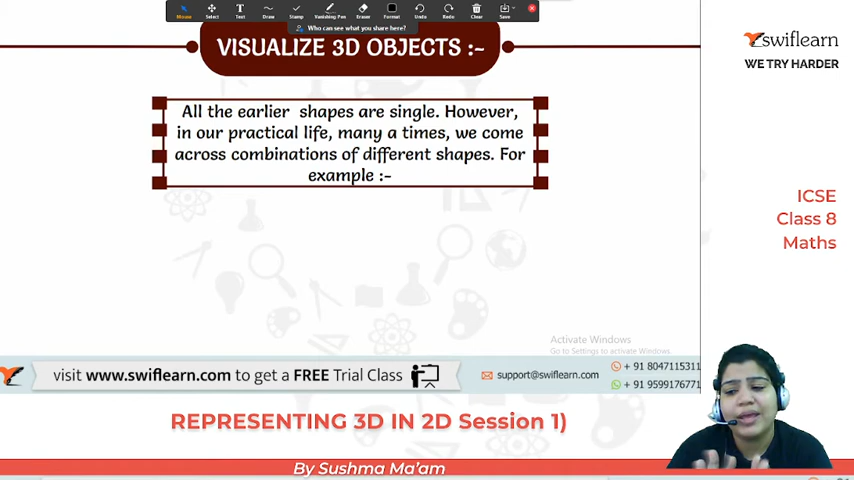 Mouse Select Text Draw Stamp Vanishing Pen Eraser Format Undo Redo Clear Save
Who can see what you share here?
VISUALIZE 3D OBJECTS :-
swiflearn
WE TRY HARDER
All the earlier shapes are single. However,
in our practical life, many a times, we come
across combinations of different shapes. For
example :-
ICSE
Class 8
Maths
Activate Windows
Go to Settings to activate Windows.
visit www.swiflearn.com to get a FREE Trial Class
support@swiflearn.com
+ 91 8047115311
+ 91 9599176771
REPRESENTING 3D IN 2D Session 1)
By Sushma Ma'am